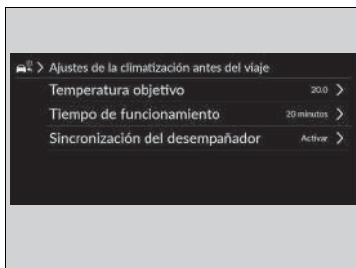 Ajustes de la climatización antes del viaje
Temperatura objetivo 20.0
Tiempo de funcionamiento 20 minutos
Sincronización del desempañador Activar